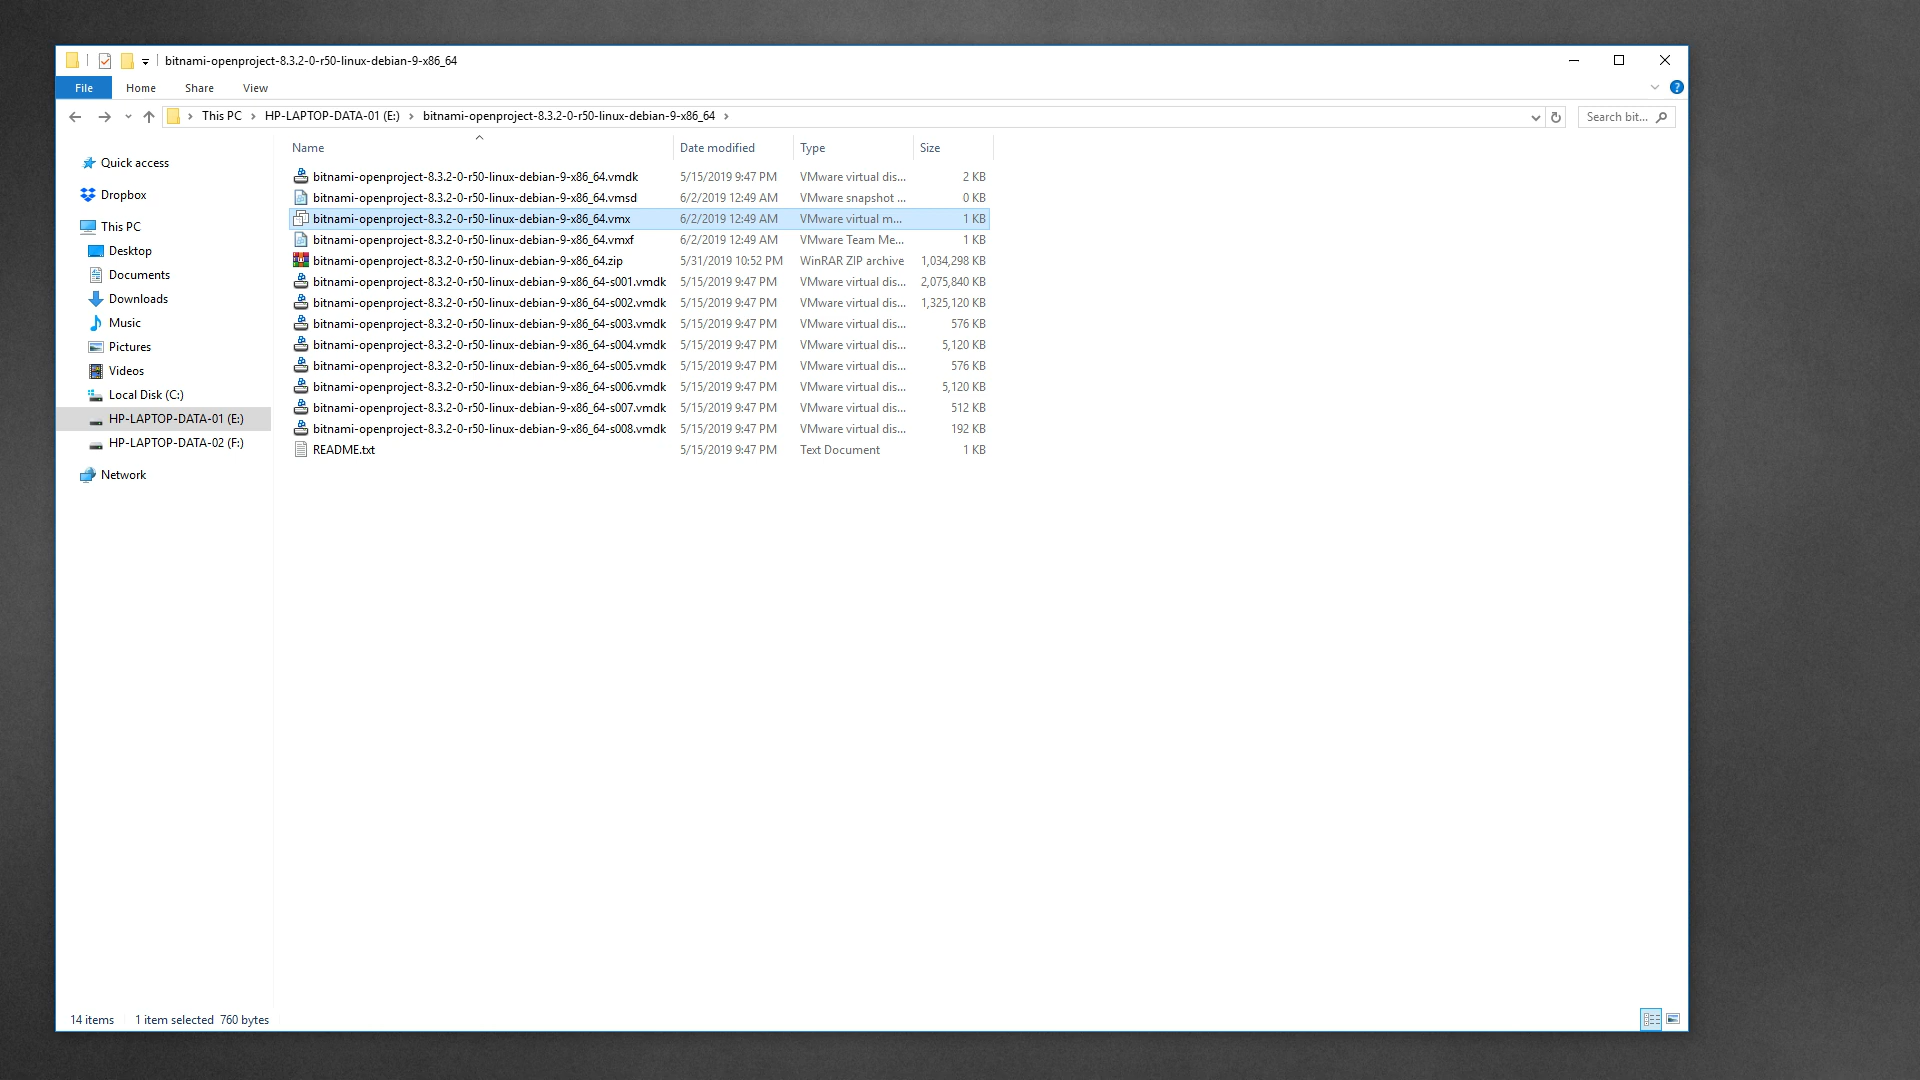 bitnami-openproject-8.3.2-0-r50-linux-debian-9-x86_64
File Home Share View
This PC HP-LAPTOP-DATA-01 (E:) bitnami-openproject-8.3.2-0-r50-linux-debian-9-x86_64 Search bit...
Quick access
Dropbox
This PC
Desktop
Documents
Downloads
Music
Pictures
Videos
Local Disk (C:)
HP-LAPTOP-DATA-01 (E:)
HP-LAPTOP-DATA-02 (F:)
Network
Name Date modified Type Size
bitnami-openproject-8.3.2-0-r50-linux-debian-9-x86_64.vmdk 5/15/2019 9:47 PM VMware virtual dis... 2 KB
bitnami-openproject-8.3.2-0-r50-linux-debian-9-x86_64.vmsd 6/2/2019 12:49 AM VMware snapshot ... 0 KB
bitnami-openproject-8.3.2-0-r50-linux-debian-9-x86_64.vmx 6/2/2019 12:49 AM VMware virtual m... 1 KB
bitnami-openproject-8.3.2-0-r50-linux-debian-9-x86_64.vmxf 6/2/2019 12:49 AM VMware Team Me... 1 KB
bitnami-openproject-8.3.2-0-r50-linux-debian-9-x86_64.zip 5/31/2019 10:52 PM WinRAR ZIP archive 1,034,298 KB
bitnami-openproject-8.3.2-0-r50-linux-debian-9-x86_64-s001.vmdk 5/15/2019 9:47 PM VMware virtual dis... 2,075,840 KB
bitnami-openproject-8.3.2-0-r50-linux-debian-9-x86_64-s002.vmdk 5/15/2019 9:47 PM VMware virtual dis... 1,325,120 KB
bitnami-openproject-8.3.2-0-r50-linux-debian-9-x86_64-s003.vmdk 5/15/2019 9:47 PM VMware virtual dis... 576 KB
bitnami-openproject-8.3.2-0-r50-linux-debian-9-x86_64-s004.vmdk 5/15/2019 9:47 PM VMware virtual dis... 5,120 KB
bitnami-openproject-8.3.2-0-r50-linux-debian-9-x86_64-s005.vmdk 5/15/2019 9:47 PM VMware virtual dis... 576 KB
bitnami-openproject-8.3.2-0-r50-linux-debian-9-x86_64-s006.vmdk 5/15/2019 9:47 PM VMware virtual dis... 5,120 KB
bitnami-openproject-8.3.2-0-r50-linux-debian-9-x86_64-s007.vmdk 5/15/2019 9:47 PM VMware virtual dis... 512 KB
bitnami-openproject-8.3.2-0-r50-linux-debian-9-x86_64-s008.vmdk 5/15/2019 9:47 PM VMware virtual dis... 192 KB
README.txt 5/15/2019 9:47 PM Text Document 1 KB
14 items 1 item selected 760 bytes